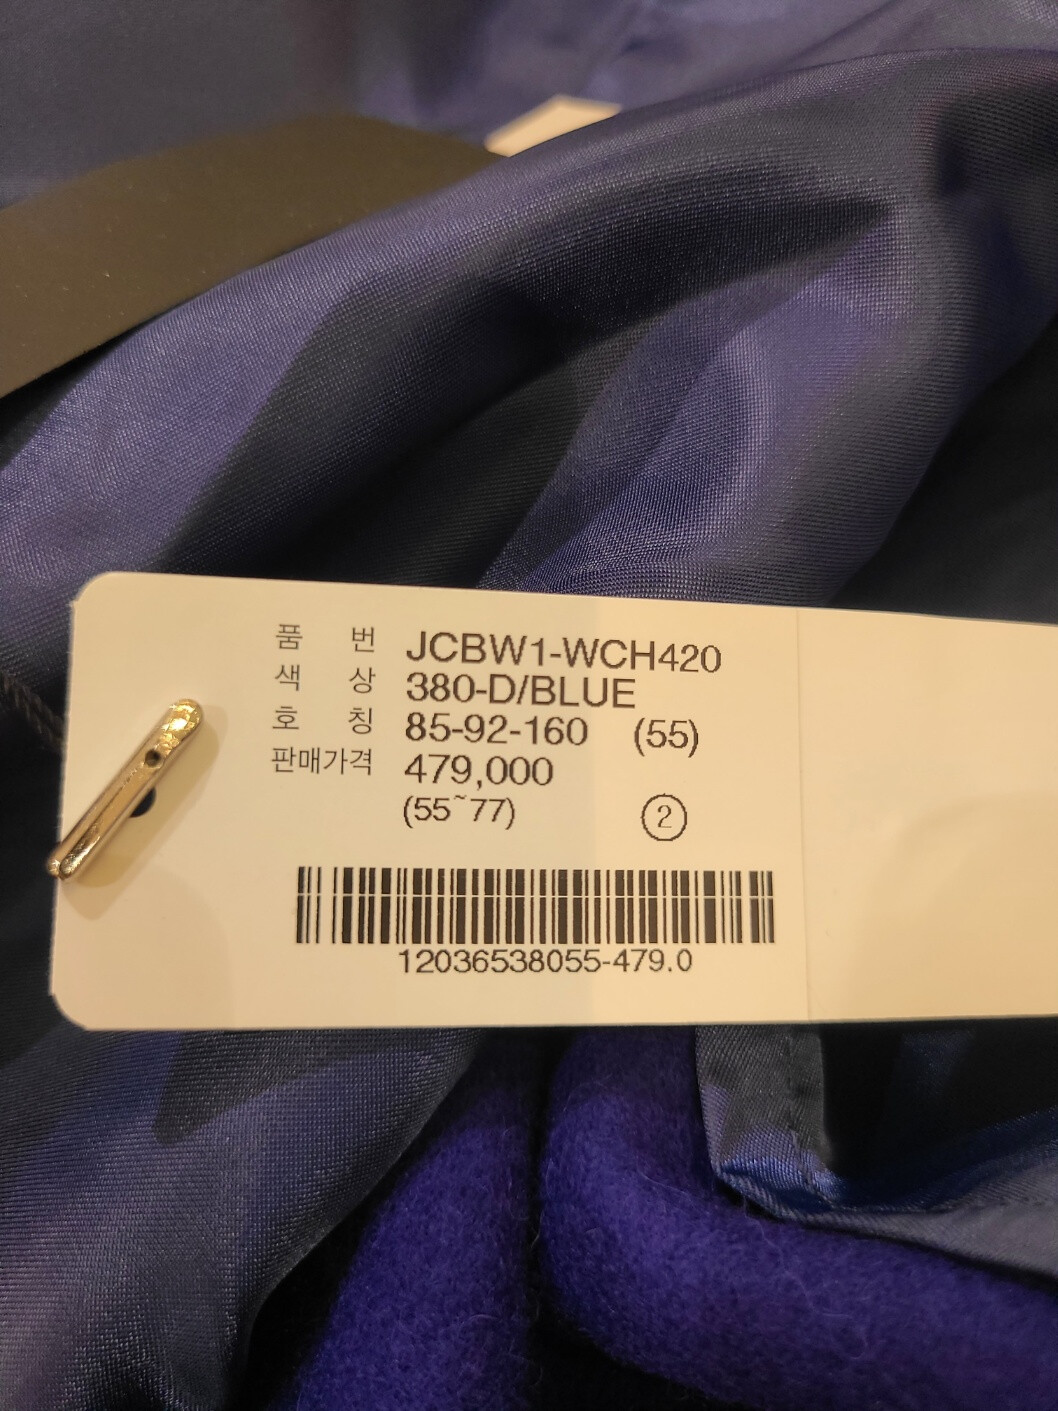 품 번 JCBW1-WCH420
색 상 380-D/BLUE
호 칭 85-92-160 (55)
판매가격 479,000
(55~77) ②
12036538055-479.0